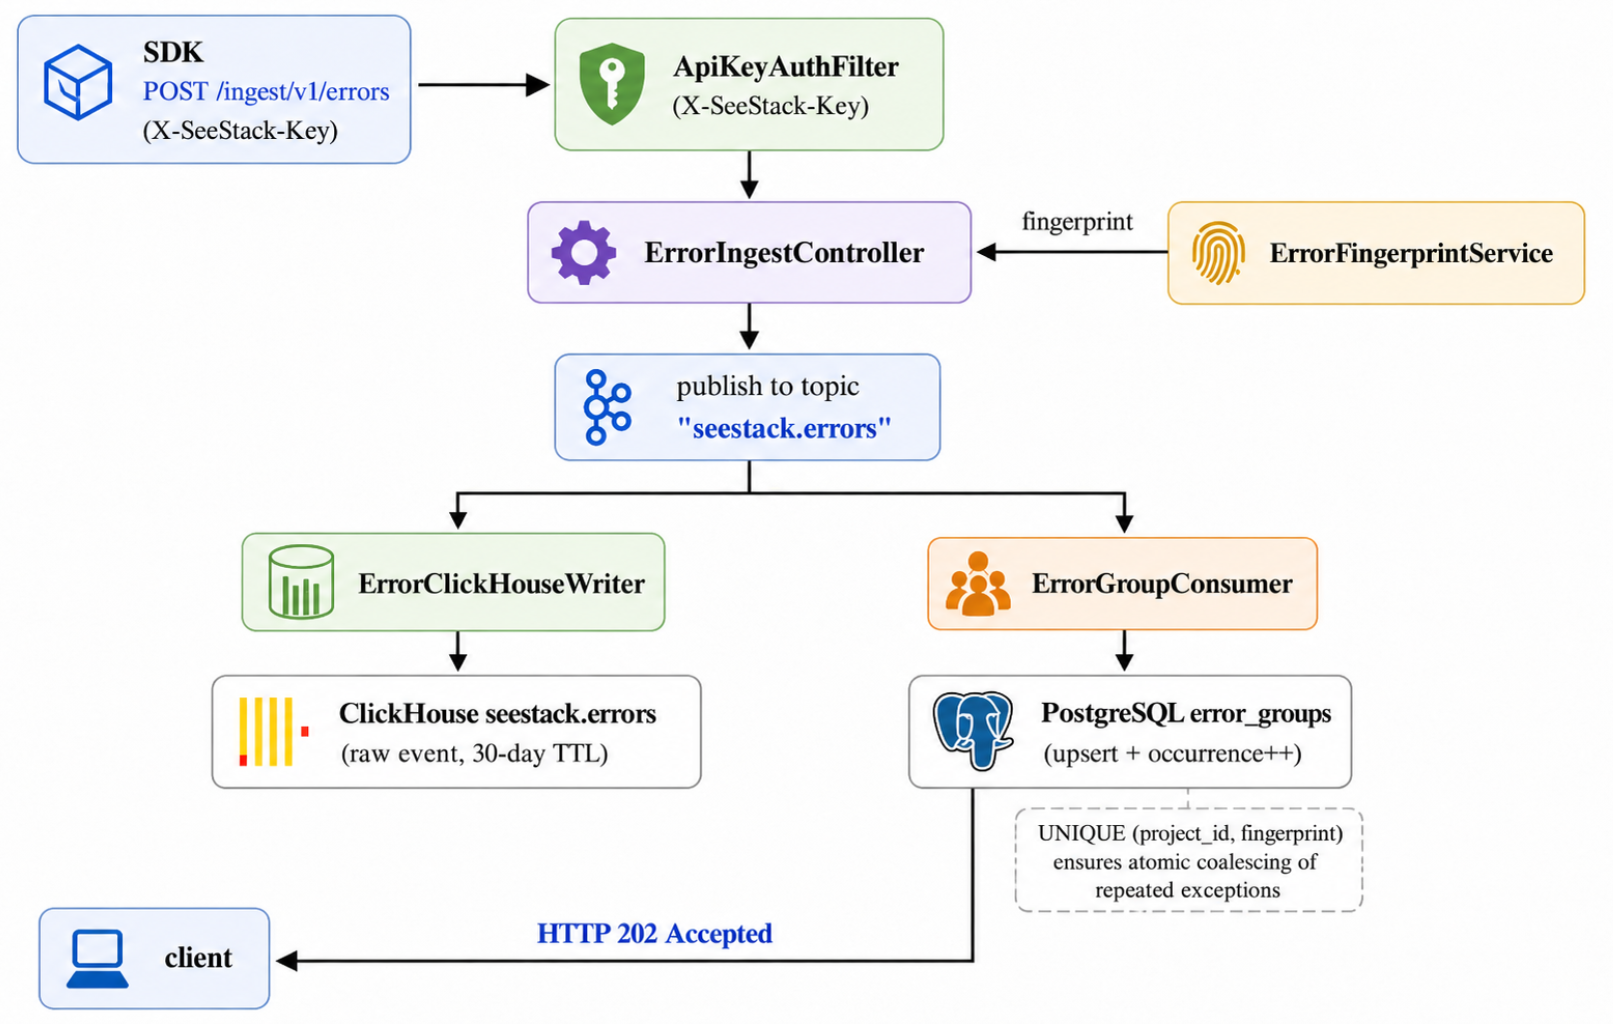 SDK
POST /ingest/v1/errors
(X-SeeStack-Key)
ApiKeyAuthFilter
(X-SeeStack-Key)
ErrorIngestController
fingerprint
ErrorFingerprintService
publish to topic
"seestack.errors"
ErrorClickHouseWriter
ErrorGroupConsumer
ClickHouse seestack.errors
(raw event, 30-day TTL)
PostgreSQL error_groups
(upsert + occurrence++)
UNIQUE (project_id, fingerprint)
ensures atomic coalescing of
repeated exceptions
HTTP 202 Accepted
client